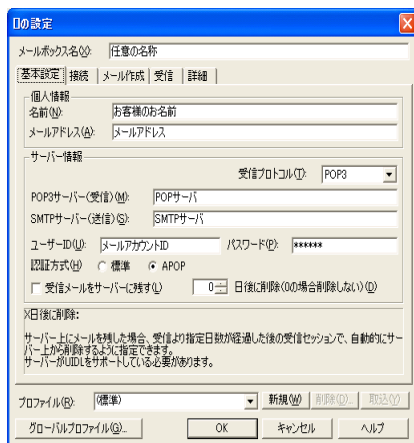 Ⅱの設定
メールボックス名(X): 任意の名称
基本設定 接続 メール作成 受信 詳細
個人情報
名前(N): お客様のお名前
メールアドレス(A): メールアドレス
サーバー情報
受信プロトコル(T): POP3
POP3サーバー(受信)(M): POPサーバ
SMTPサーバー(送信)(S): SMTPサーバ
ユーザーID(U): メールアカウントID パスワード(P): ******
認証方式(H) 標準 APOP
受信メールをサーバーに残す(L) 0 日後に削除(0の場合削除しない)(D)
X日後に削除:
サーバー上にメールを残した場合、受信より指定日数が経過した後の受信セッションで、自動的にサー
バー上から削除するように指定できます。
サーバーがUIDLをサポートしている必要があります。
プロファイル(R): (標準) 新規(W) 削除(D)... 取込(Y)
グローバルプロファイル(G)... OK キャンセル ヘルプ